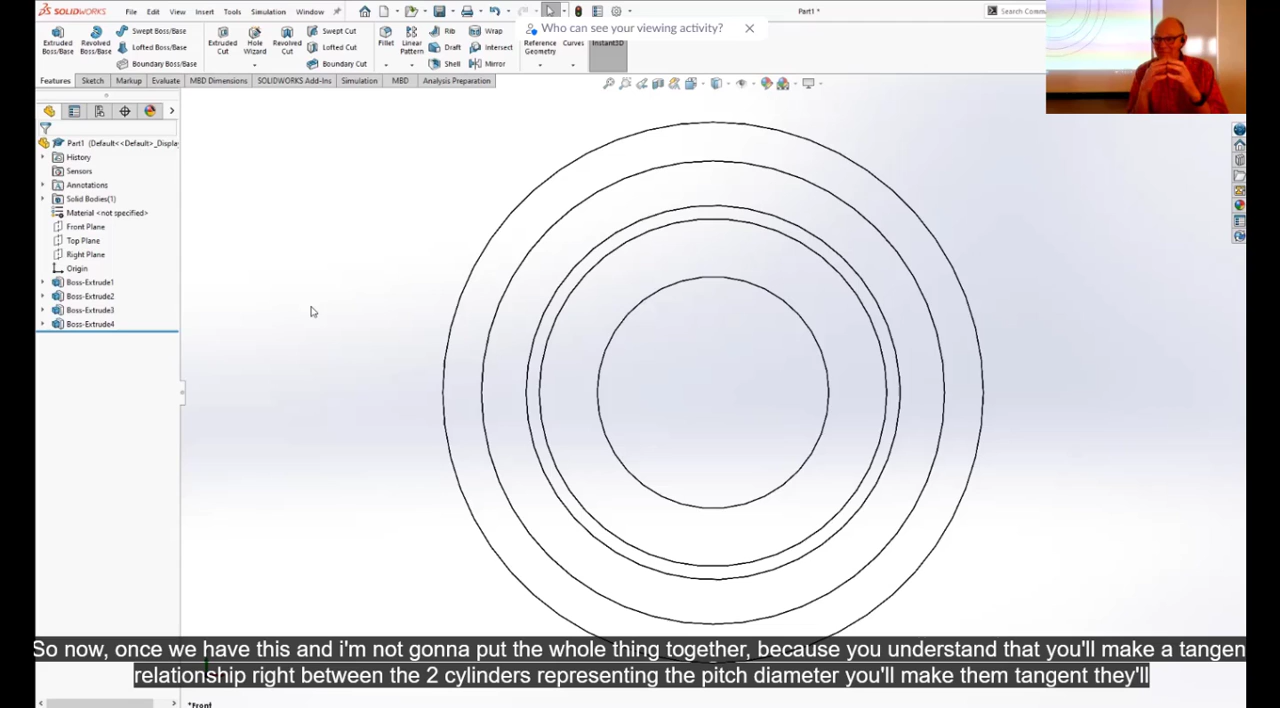 SOLIDWORKS File Edit View Insert Tools Simulation Window Part1 * Search Comm
Who can see your viewing activity?
Extruded Boss/Base
Revolved Boss/Base
Swept Boss/Base
Lofted Boss/Base
Boundary Boss/Base
Extruded Cut
Hole Wizard
Revolved Cut
Swept Cut
Lofted Cut
Boundary Cut
Fillet
Linear Pattern
Rib
Draft
Shell
Wrap
Intersect
Mirror
Reference Geometry
Curves
Instant3D
Features Sketch Markup Evaluate MBD Dimensions SOLIDWORKS Add-Ins Simulation MBD Analysis Preparation
Part1 (Default<<Default>_Display
History
Sensors
Annotations
Solid Bodies(1)
Material <not specified>
Front Plane
Top Plane
Right Plane
Origin
Boss-Extrude1
Boss-Extrude2
Boss-Extrude3
Boss-Extrude4
So now, once we have this and i'm not gonna put the whole thing together, because you understand that you'll make a tangen
relationship right between the 2 cylinders representing the pitch diameter you'll make them tangent they'll
*Front